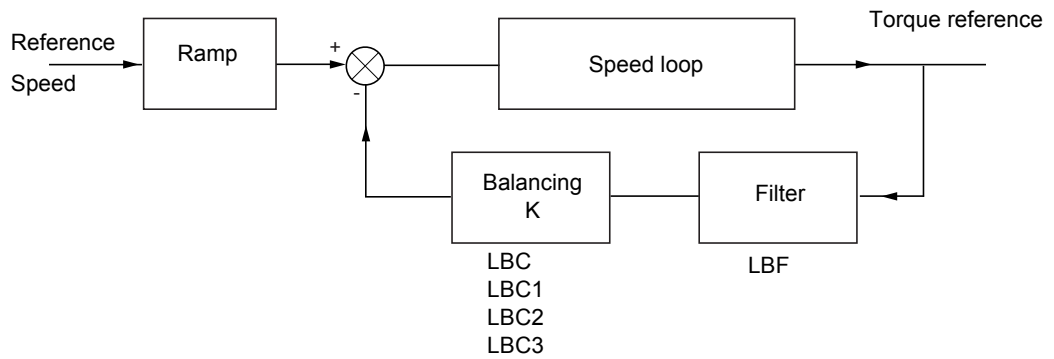 Torque reference
Reference
Speed
Ramp
+
-
Speed loop
Balancing
K
Filter
LBC
LBC1
LBC2
LBC3
LBF